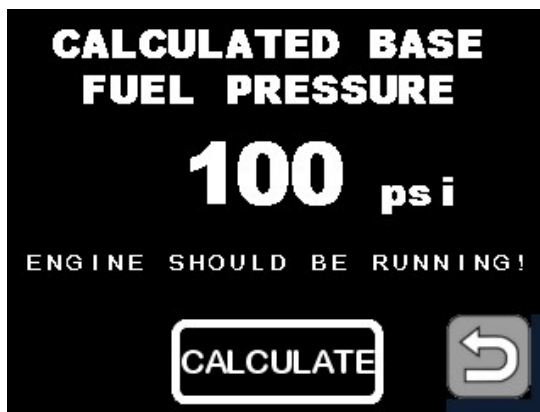 CALCULATED BASE
FUEL PRESSURE
100 psi
ENGINE SHOULD BE RUNNING!
CALCULATE